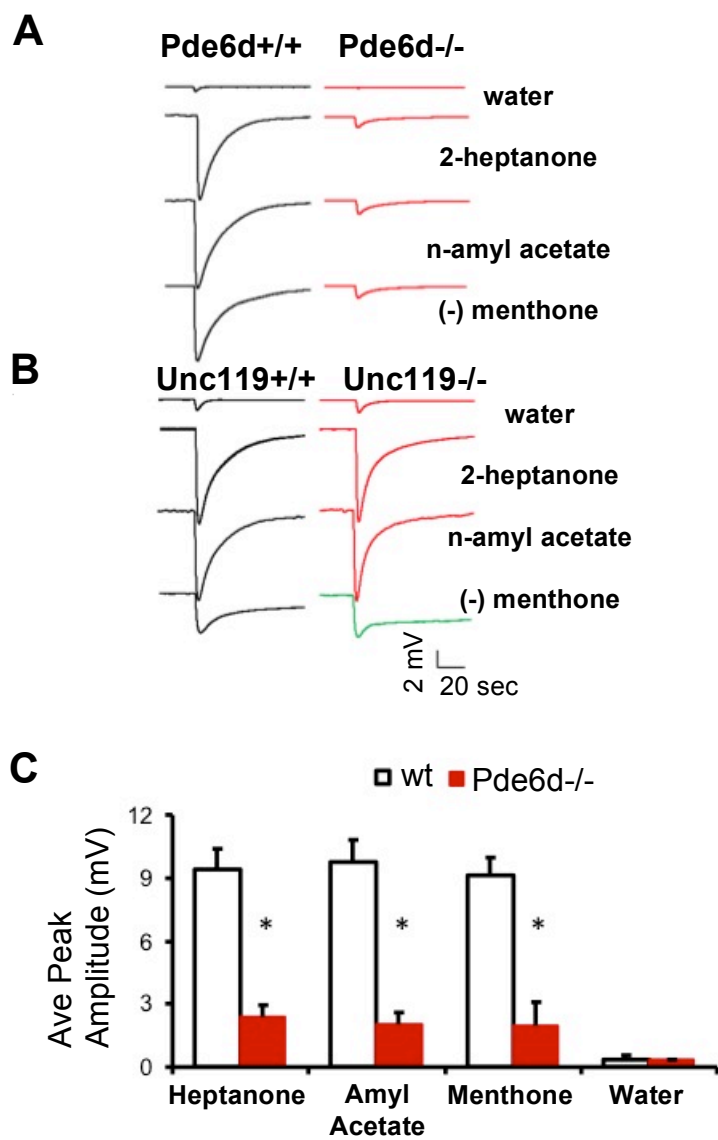 A
Pde6d+/+ Pde6d-/-
water
2-heptanone
n-amyl acetate
(-) menthone
B
Unc119+/+ Unc119-/-
water
2-heptanone
n-amyl acetate
(-) menthone
2 mV
20 sec
C
wt Pde6d-/-
Ave Peak
Amplitude (mV)
12
9
6
3
0
* * *
Heptanone Amyl Menthone Water
Acetate